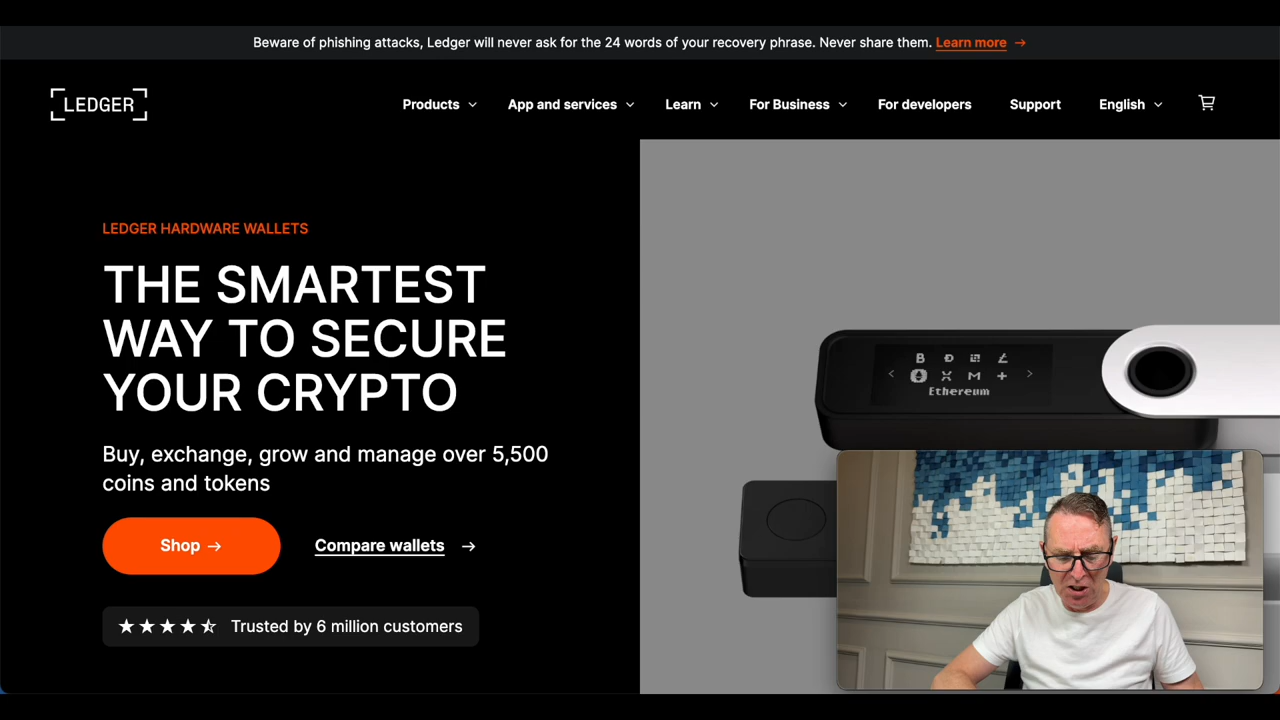 Beware of phishing attacks, Ledger will never ask for the 24 words of your recovery phrase. Never share them. Learn more →
LEDGER
Products
App and services
Learn
For Business
For developers
Support
English
LEDGER HARDWARE WALLETS
THE SMARTEST
WAY TO SECURE
YOUR CRYPTO
Buy, exchange, grow and manage over 5,500
coins and tokens
Shop →
Compare wallets →
Trusted by 6 million customers
Ethereum